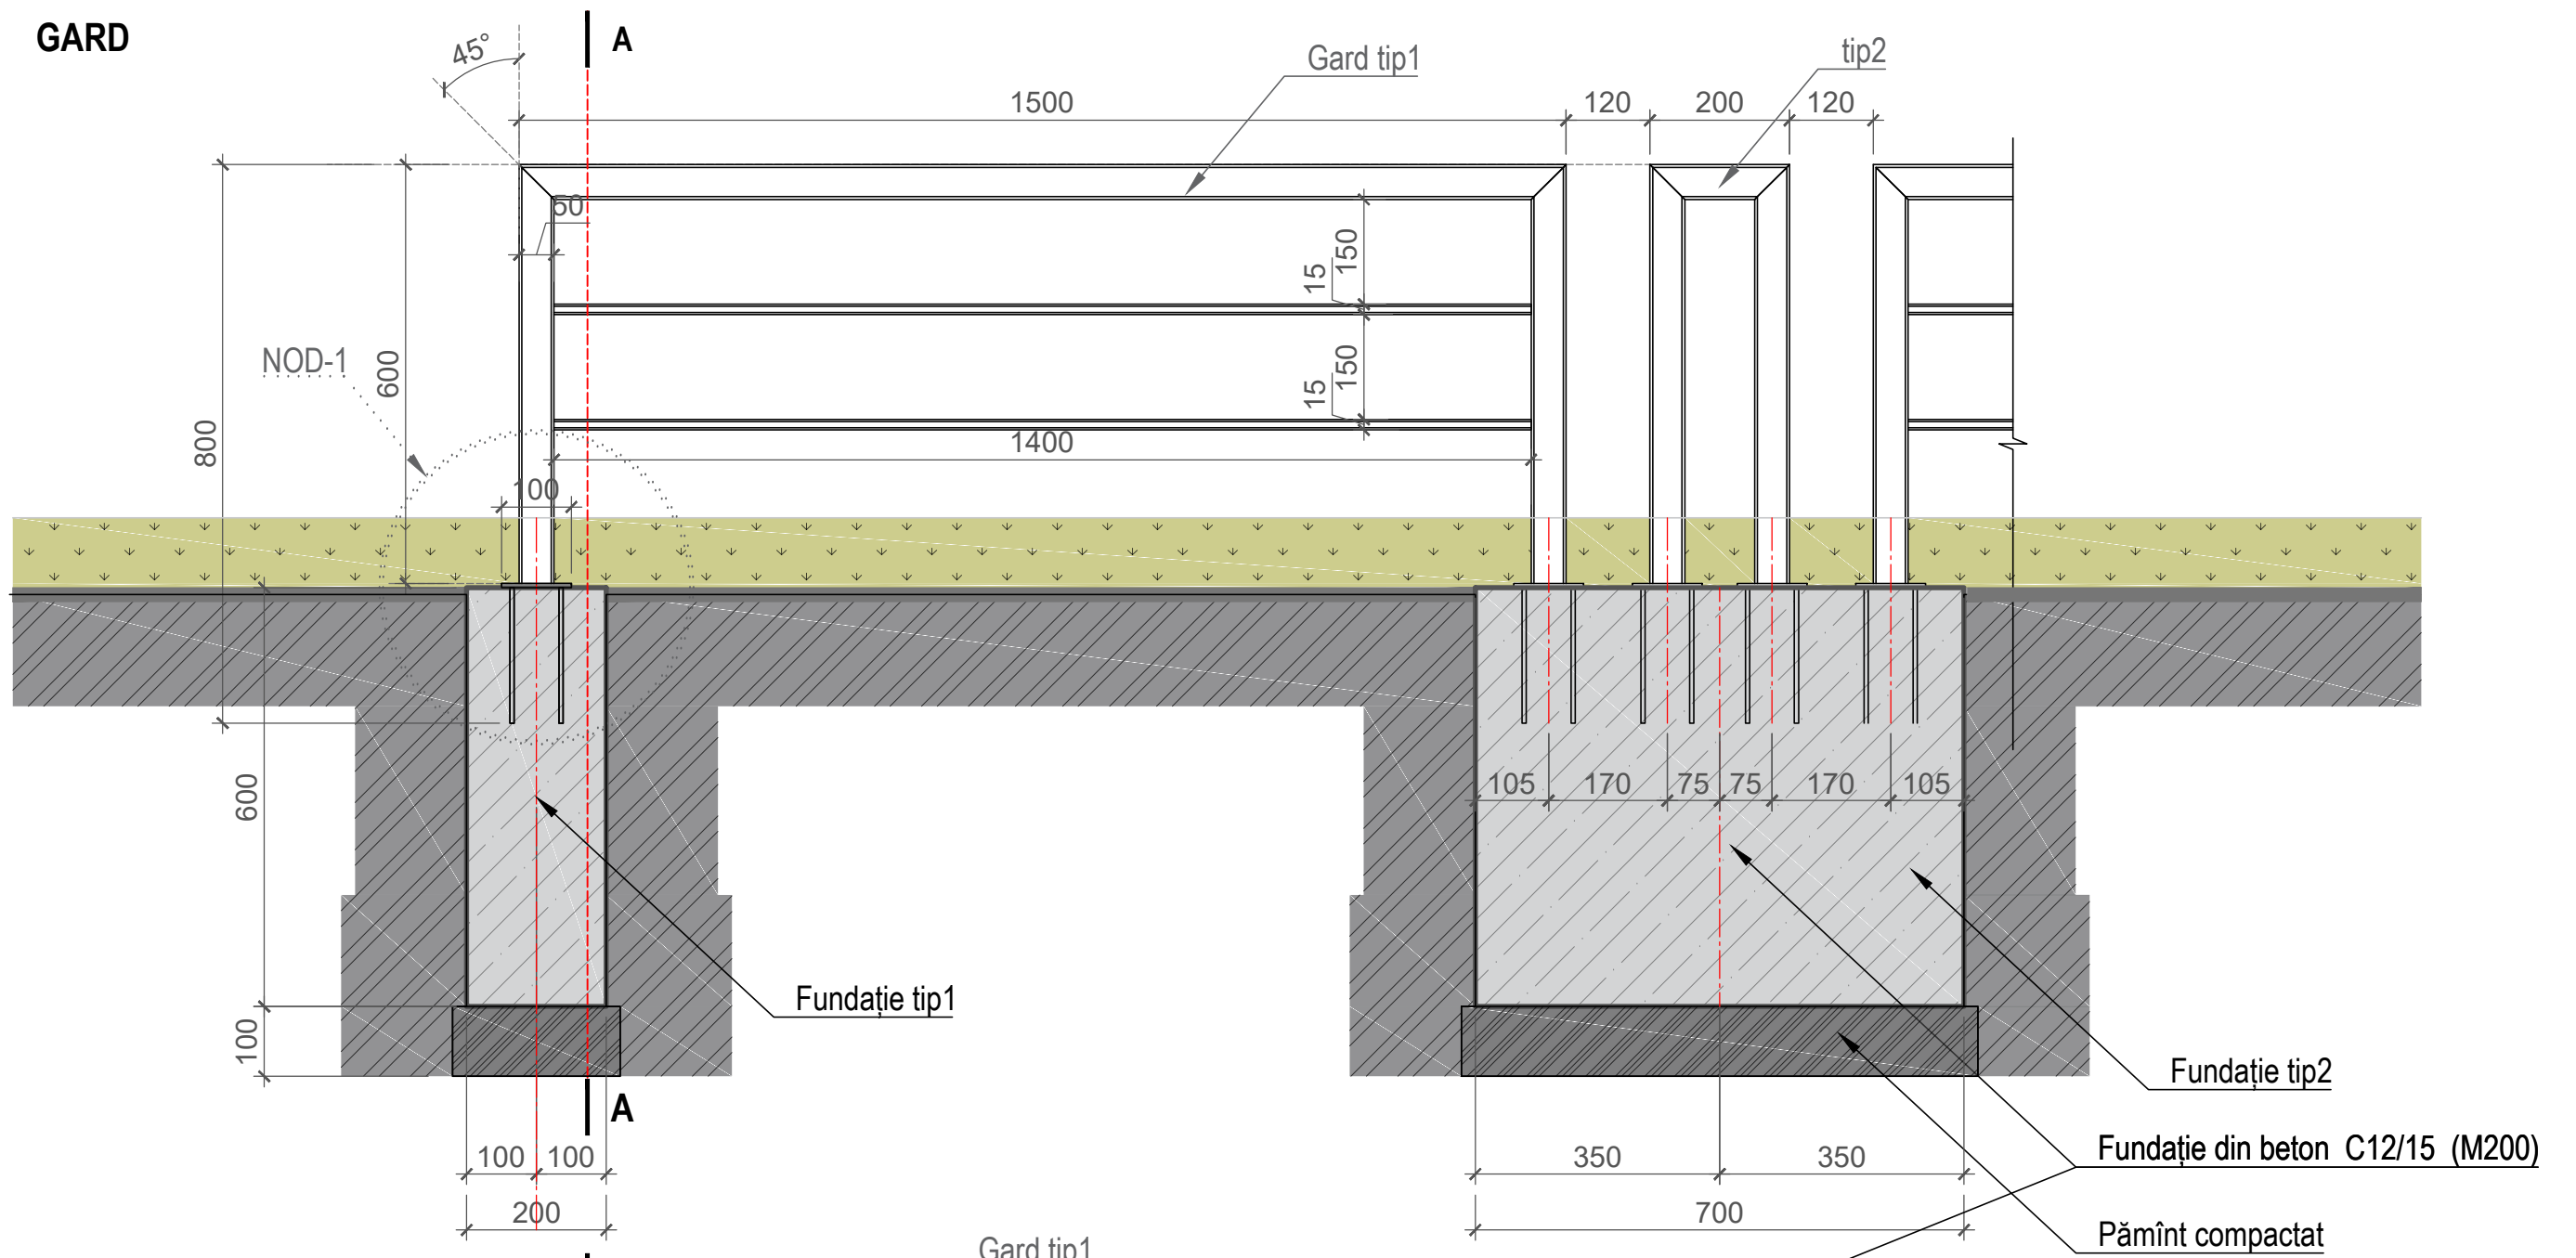 GARD
A
45°
Gard tip1
tip2
1500
120
200
120
50
150
15
NOD-1
600
150
15
800
1400
100
105
170
75
75
170
105
600
Fundație tip1
100
Fundație tip2
A
Fundație din beton C12/15 (M200)
100
100
350
350
200
700
Pămînt compactat
Gard tip1